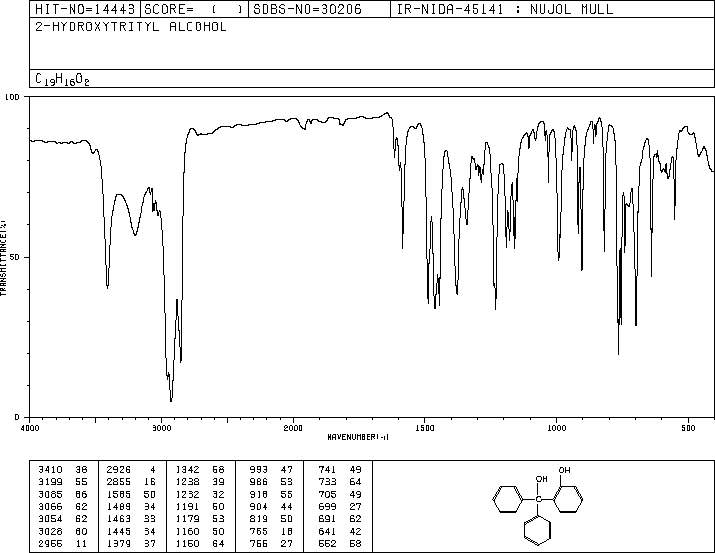 HIT-NO=14443 SCORE= ( ) SDBS-NO=30206 IR-NIDA-45141 : NUJOL MULL
2-HYDROXYTRITYL ALCOHOL
C19H16O2
100
50
0
TRANSMITTANCE(%)
4000 3000 2000 1500 1000 500
WAVENUMBER(-1)
3410 38 2926 4 1342 58 993 47 741 49
3199 55 2855 16 1238 39 986 53 733 64
3085 66 1585 50 1232 32 918 55 705 49
3066 62 1489 34 1191 60 904 44 699 27
3054 62 1463 33 1179 53 819 50 691 62
3028 60 1445 34 1160 50 765 18 641 42
2956 11 1379 37 1150 64 756 27 552 58
OH
OH
C